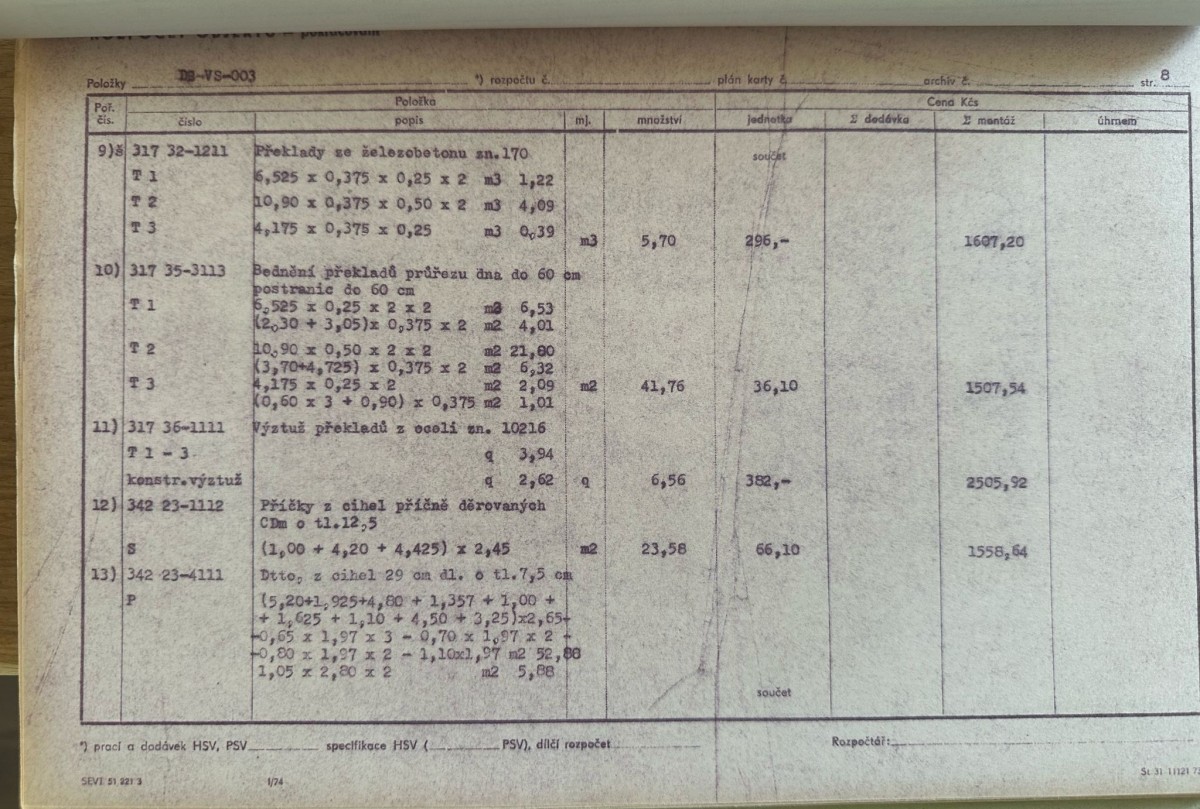 ROZPOČET OBJEKTU – pokračování
Položky DB-VS-003 *) rozpočtu č. plán karty č. archiv č. str. 8
Poř. čís. Položka Cena Kčs
číslo popis mj. množství jednotka Σ dodávka Σ montáž úhrnem
9)š 317 32-1211 Překlady ze železobetonu zn.170 součet
T 1 6,525 x 0,375 x 0,25 x 2 m3 1,22
T 2 10,90 x 0,375 x 0,50 x 2 m3 4,09
T 3 4,175 x 0,375 x 0,25 m3 0,39
m3 5,70 296,- 1607,20
10) 317 35-3113 Bednění překladů průřezu dna do 60 cm
postranic do 60 cm
T 1 6,525 x 0,25 x 2 x 2 m2 6,53
(2,30 + 3,05)x 0,375 x 2 m2 4,01
T 2 10,90 x 0,50 x 2 x 2 m2 21,80
(3,70+4,725) x 0,375 x 2 m2 6,32
T 3 4,175 x 0,25 x 2 m2 2,09 m2 41,76 36,10 1507,54
(0,60 x 3 + 0,90) x 0,375 m2 1,01
11) 317 36-1111 Výztuž překladů z oceli zn. 10216
T 1 - 3 q 3,94
konstr.výztuž q 2,62 q 6,56 382,- 2505,92
12) 342 23-1112 Příčky z cihel příčně děrovaných
CDm o tl.12,5
S (1,00 + 4,20 + 4,425) x 2,45 m2 23,58 66,10 1558,64
13) 342 23-4111 Dtto, z cihel 29 cm dl. o tl.7,5 cm
P (5,20+1,925+4,80 + 1,357 + 1,00 +
+ 1,625 + 1,10 + 4,50 + 3,25)x2,65-
-0,65 x 1,97 x 3 - 0,70 x 1,97 x 2 -
-0,80 x 1,97 x 2 - 1,10x1,97 m2 52,88
1,05 x 2,80 x 2 m2 5,88
součet
*) prací a dodávek HSV, PSV specifikace HSV ( PSV), dílčí rozpočet Rozpočtář:
SEVT 51 221 3 1/74 St 31 11121 73